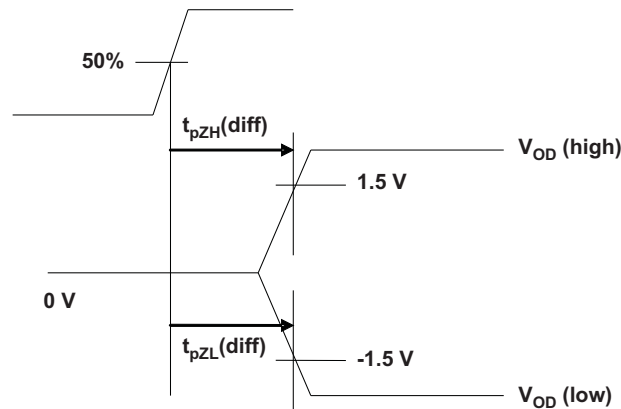 50%
tpZH(diff)
VOD (high)
1.5 V
0 V
tpZL(diff)
-1.5 V
VOD (low)